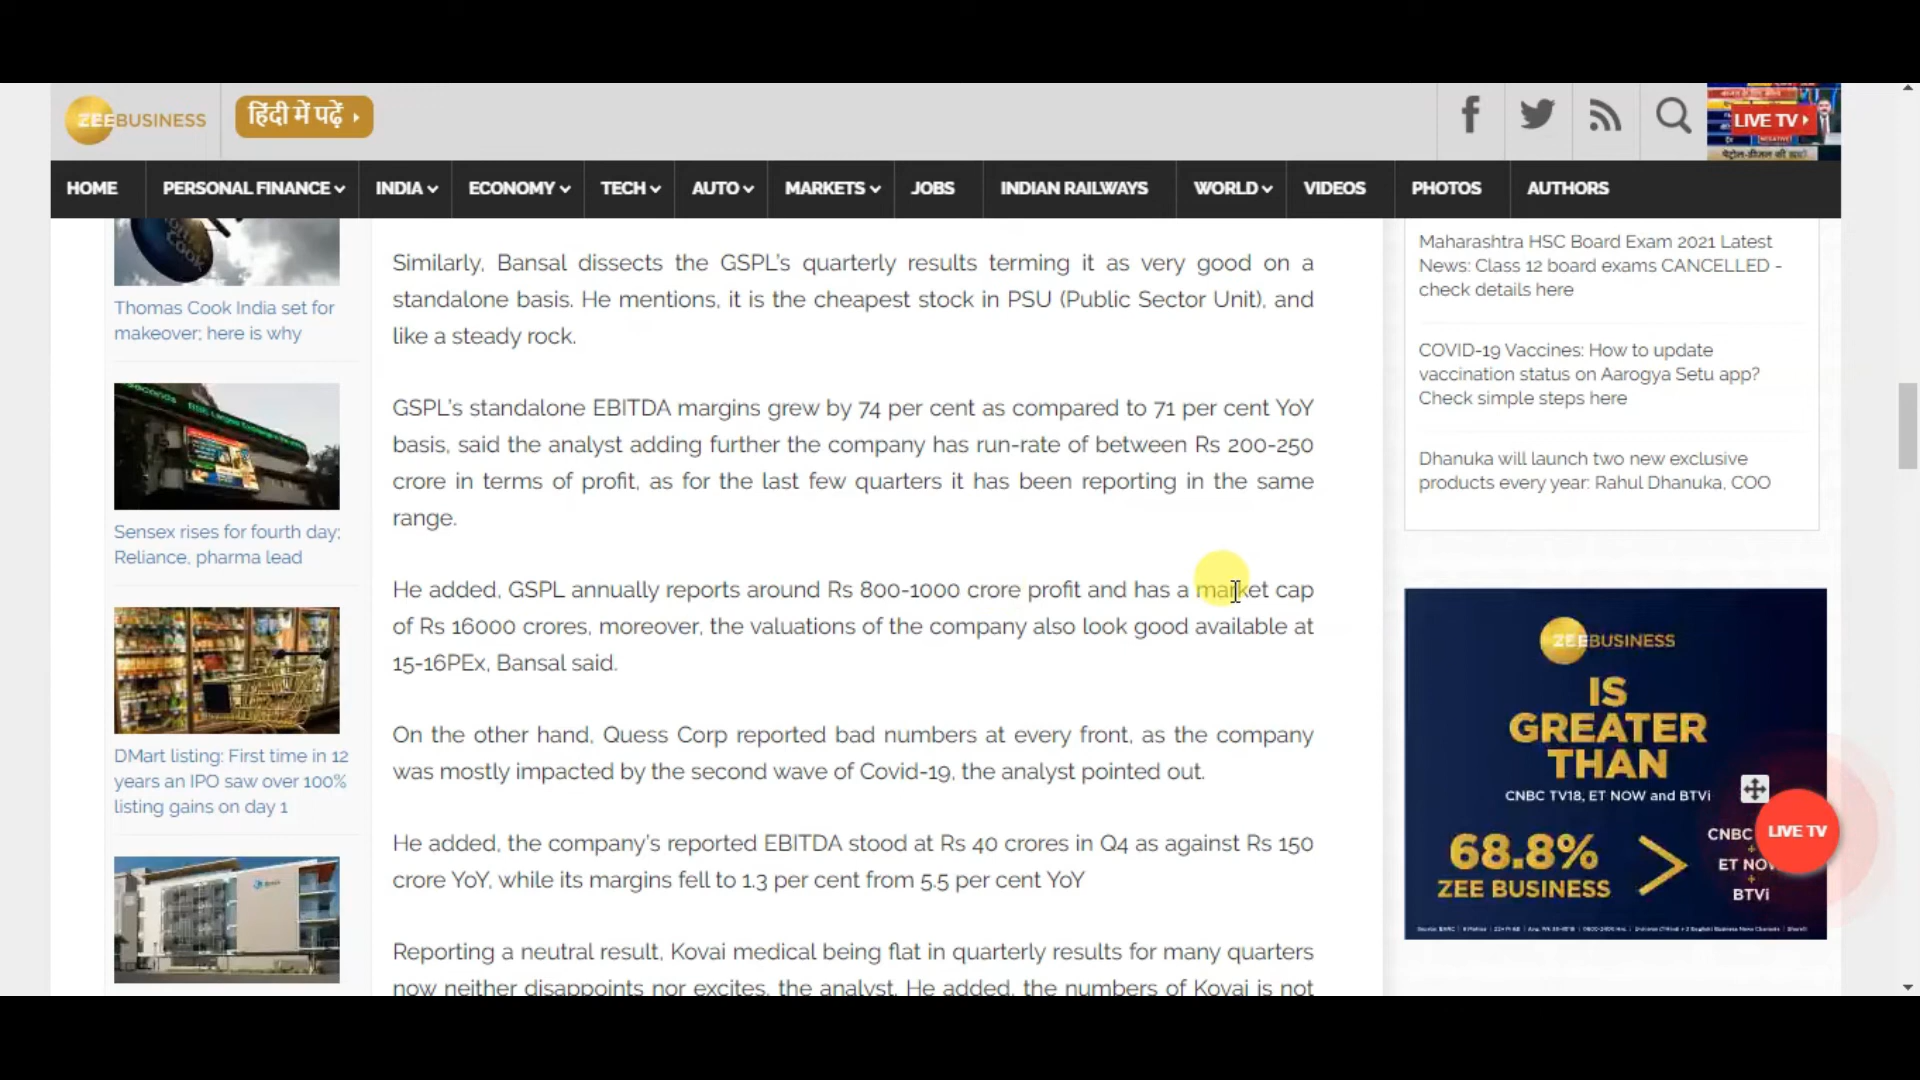 ZEEBUSINESS
हिंदी में पढ़ें
LIVE TV
HOME
PERSONAL FINANCE
INDIA
ECONOMY
TECH
AUTO
MARKETS
JOBS
INDIAN RAILWAYS
WORLD
VIDEOS
PHOTOS
AUTHORS
Cook
Thomas Cook India set for
makeover; here is why
Sensex rises for fourth day;
Reliance, pharma lead
DMart listing: First time in 12
years an IPO saw over 100%
listing gains on day 1
Similarly, Bansal dissects the GSPL's quarterly results terming it as very good on a
standalone basis. He mentions, it is the cheapest stock in PSU (Public Sector Unit), and
like a steady rock.
GSPL's standalone EBITDA margins grew by 74 per cent as compared to 71 per cent YoY
basis, said the analyst adding further the company has run-rate of between Rs 200-250
crore in terms of profit, as for the last few quarters it has been reporting in the same
range.
He added, GSPL annually reports around Rs 800-1000 crore profit and has a market cap
of Rs 16000 crores, moreover, the valuations of the company also look good available at
15-16PEx, Bansal said.
On the other hand, Quess Corp reported bad numbers at every front, as the company
was mostly impacted by the second wave of Covid-19, the analyst pointed out.
He added, the company's reported EBITDA stood at Rs 40 crores in Q4 as against Rs 150
crore YoY, while its margins fell to 1.3 per cent from 5.5 per cent YoY
Reporting a neutral result, Kovai medical being flat in quarterly results for many quarters
now neither disappoints nor excites, the analyst. He added, the numbers of Kovai is not
Maharashtra HSC Board Exam 2021 Latest
News: Class 12 board exams CANCELLED -
check details here
COVID-19 Vaccines: How to update
vaccination status on Aarogya Setu app?
Check simple steps here
Dhanuka will launch two new exclusive
products every year: Rahul Dhanuka, COO
ZEEBUSINESS
IS
GREATER
THAN
CNBC TV18, ET NOW and BTVi
68.8%
ZEE BUSINESS
>
CNBC
+
ET NOW
+
BTVi
LIVE TV